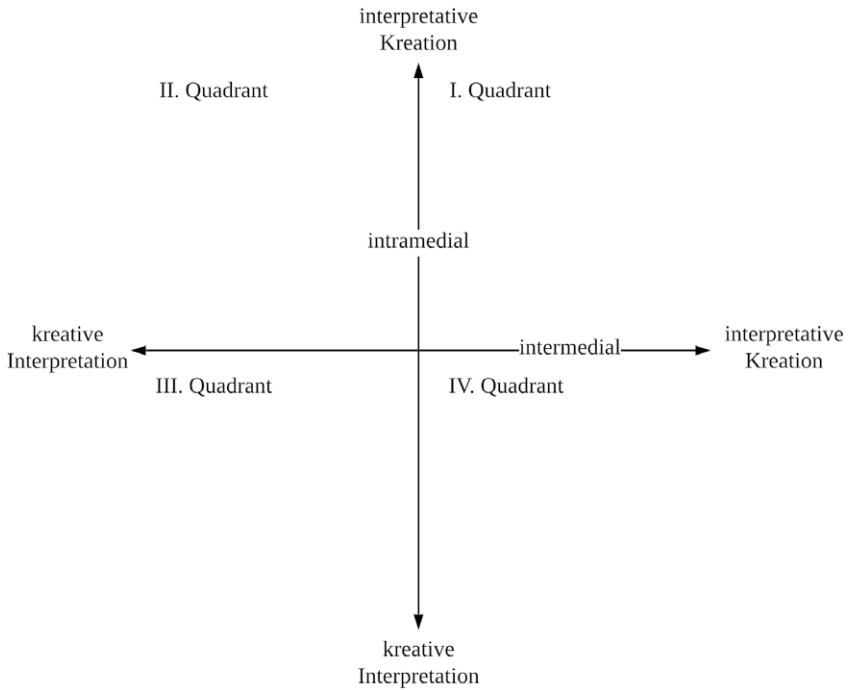 interpretative
Kreation
II. Quadrant
I. Quadrant
intramedial
kreative
Interpretation
intermedial
interpretative
Kreation
III. Quadrant
IV. Quadrant
kreative
Interpretation